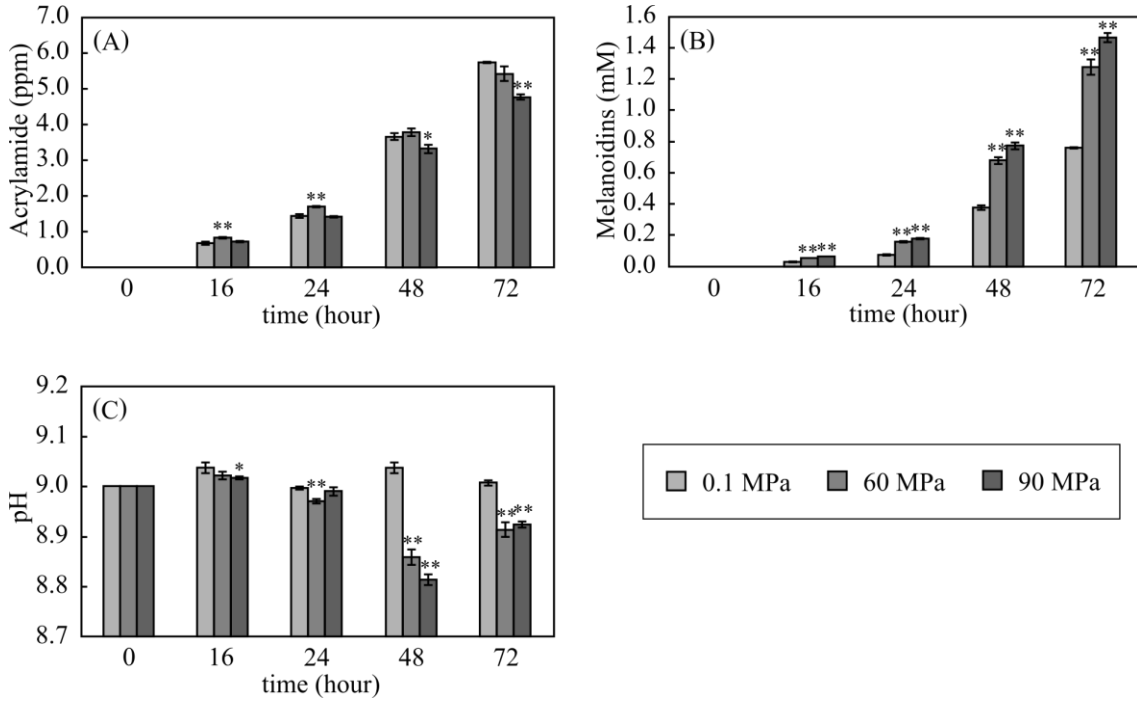 (A)
Acrylamide (ppm)
7.0
6.0
5.0
4.0
3.0
2.0
1.0
0.0
** ** * **
0 16 24 48 72
time (hour)
(B)
Melanoidins (mM)
1.6
1.4
1.2
1.0
0.8
0.6
0.4
0.2
0.0
** ** ** ** ** ** ** **
0 16 24 48 72
time (hour)
(C)
pH
9.2
9.1
9.0
8.9
8.8
8.7
* ** ** ** ** **
0 16 24 48 72
time (hour)
0.1 MPa 60 MPa 90 MPa